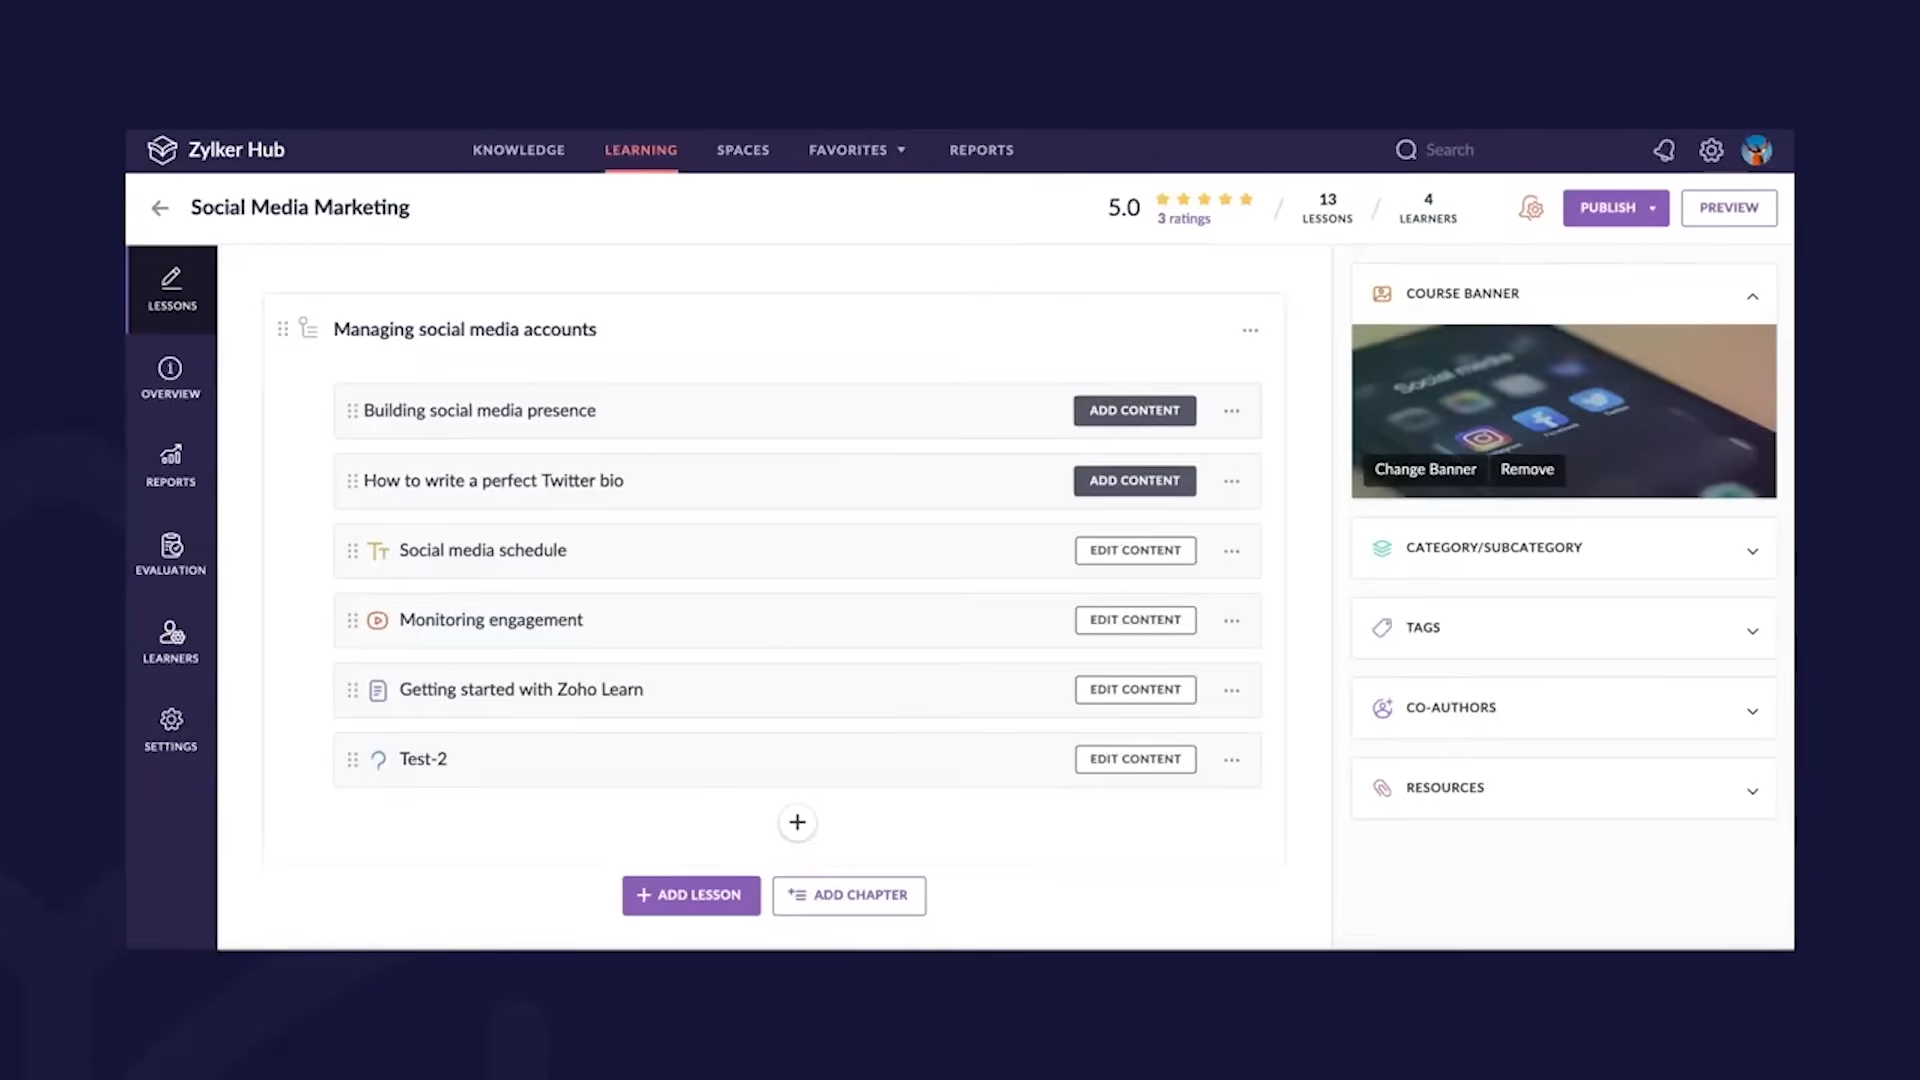 Zylker Hub
KNOWLEDGE
LEARNING
SPACES
FAVORITES
REPORTS
Search
Social Media Marketing
5.0
3 ratings
13
LESSONS
4
LEARNERS
PUBLISH
PREVIEW
LESSONS
OVERVIEW
REPORTS
EVALUATION
LEARNERS
SETTINGS
Managing social media accounts
Building social media presence
ADD CONTENT
How to write a perfect Twitter bio
ADD CONTENT
Social media schedule
EDIT CONTENT
Monitoring engagement
EDIT CONTENT
Getting started with Zoho Learn
EDIT CONTENT
Test-2
EDIT CONTENT
ADD LESSON
ADD CHAPTER
COURSE BANNER
Social media
Change Banner
Remove
CATEGORY/SUBCATEGORY
TAGS
CO-AUTHORS
RESOURCES